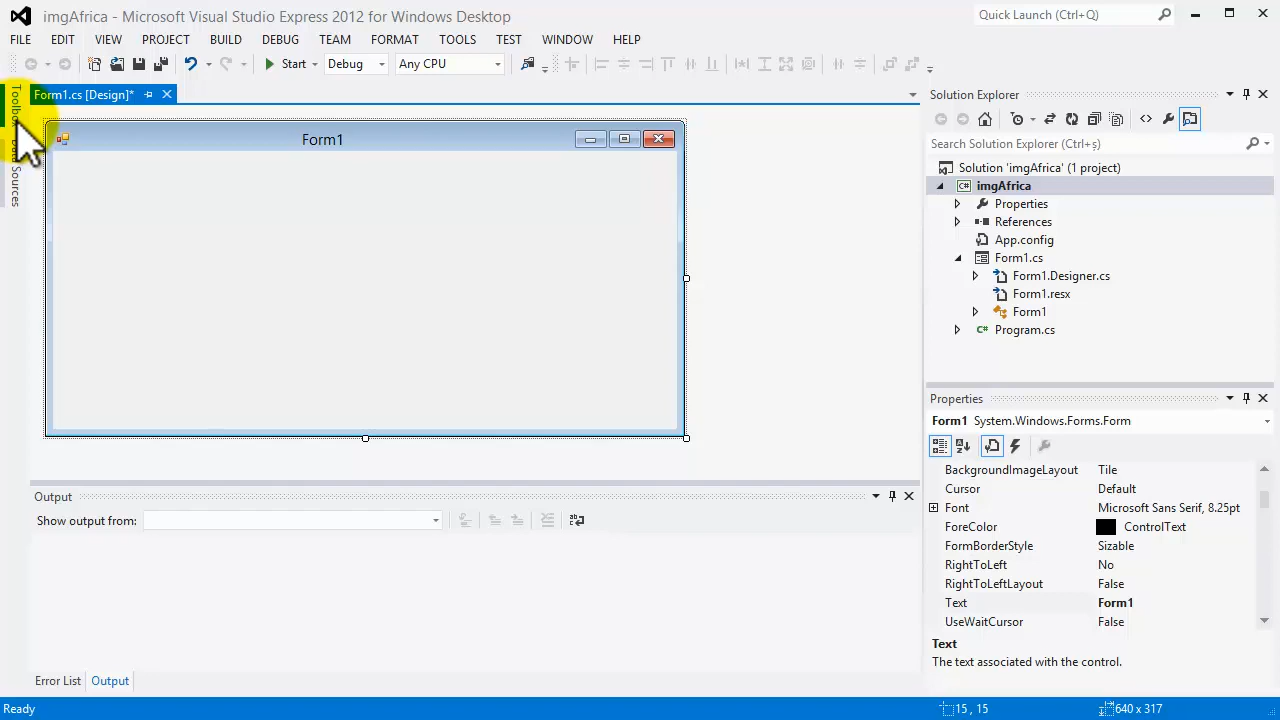 imgAfrica - Microsoft Visual Studio Express 2012 for Windows Desktop
Quick Launch (Ctrl+Q)
FILE EDIT VIEW PROJECT BUILD DEBUG TEAM FORMAT TOOLS TEST WINDOW HELP
Start Debug Any CPU
Toolbox
Data Sources
Form1.cs [Design]*
Form1
Solution Explorer
Search Solution Explorer (Ctrl+ş)
Solution 'imgAfrica' (1 project)
imgAfrica
Properties
References
App.config
Form1.cs
Form1.Designer.cs
Form1.resx
Form1
Program.cs
Properties
Form1 System.Windows.Forms.Form
BackgroundImageLayout Tile
Cursor Default
Font Microsoft Sans Serif, 8.25pt
ForeColor ControlText
FormBorderStyle Sizable
RightToLeft No
RightToLeftLayout False
Text Form1
UseWaitCursor False
Text
The text associated with the control.
Output
Show output from:
Error List Output
Ready
15 , 15
640 x 317